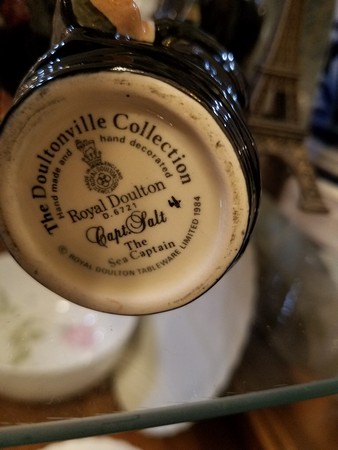 The Doultonville Collection
Hand made and hand decorated
Royal Doulton
D.6721
Capt Salt 4
The
Sea Captain
© ROYAL DOULTON TABLEWARE LIMITED 1984